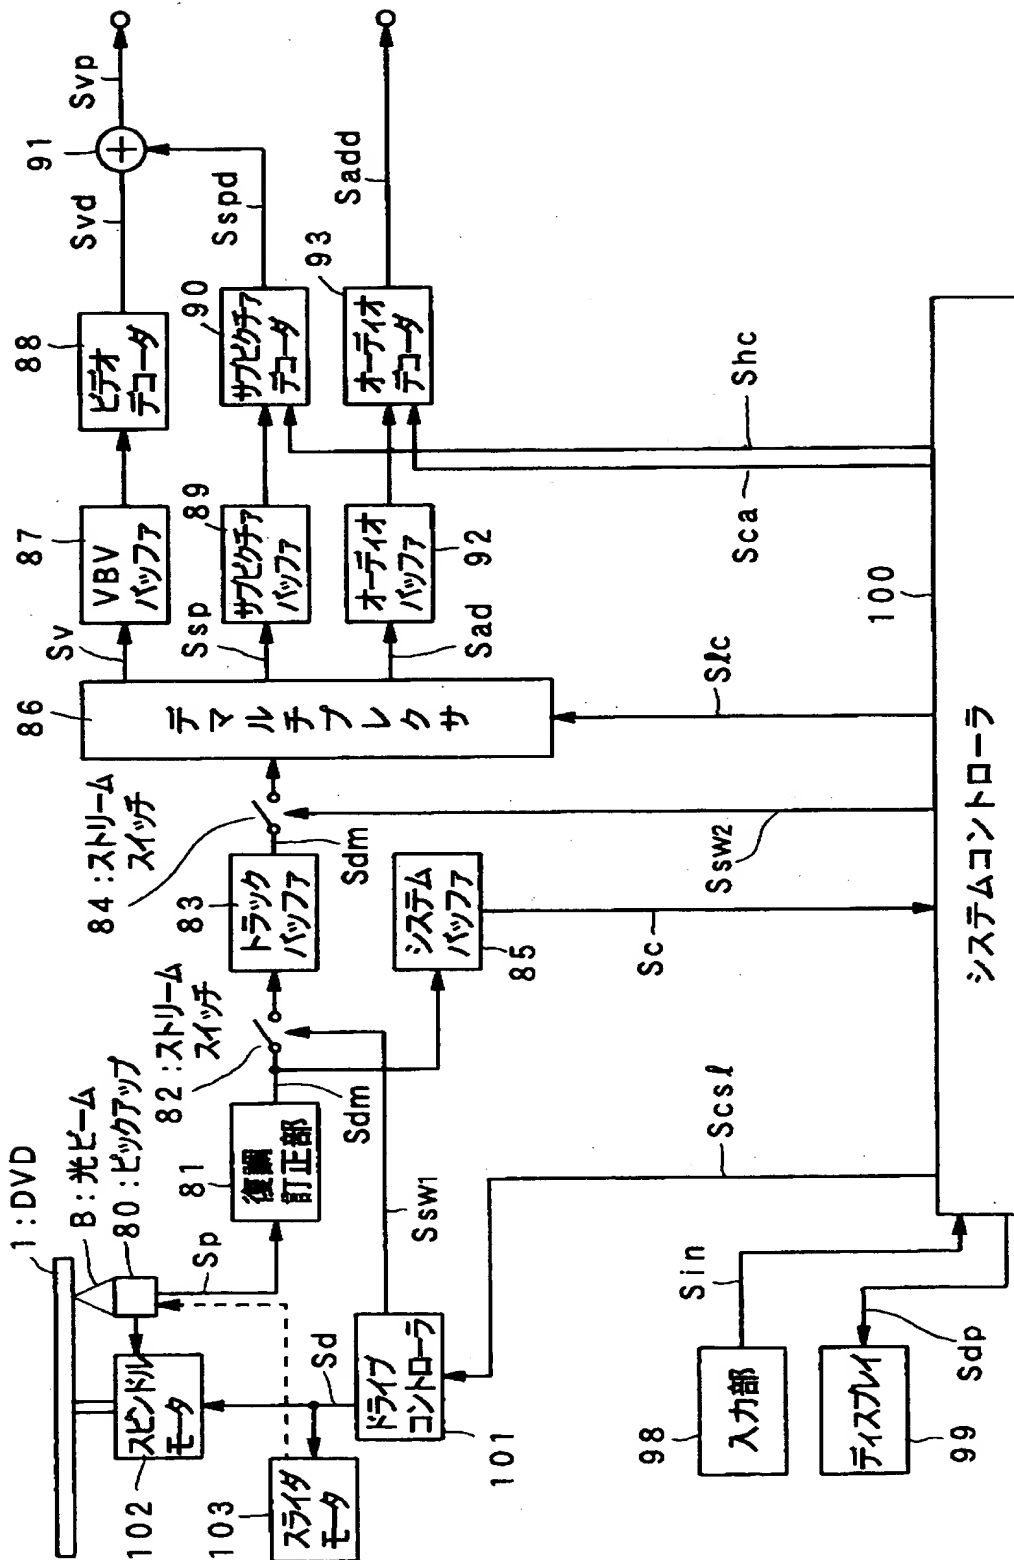 1:DVD
B:光ビーム
80:ピックアップ
スピンドル
モータ
102
Sp
スライダ
モータ
103
Sd
ドライブ
コントローラ
101
81
復調
訂正部
Sdm
82:ストリーム
スイッチ
Ssw1
83
トラック
バッファ
84:ストリーム
スイッチ
Sdm
システム
バッファ
85
Sc
Ssw2
86
デマルチプレクサ
Sv
Ssp
Sad
87
VBV
バッファ
89
サブピクチァ
バッファ
オーディオ
バッファ
92
88
ビデオ
デコーダ
90
サブピクチァ
デコーダ
93
オーディオ
デコーダ
Svd
91
Svp
Sspd
Sadd
Shc
Sca
Slc
100
システムコントローラ
Scsl
Sin
98
入力部
99
ディスプレイ
Sdp